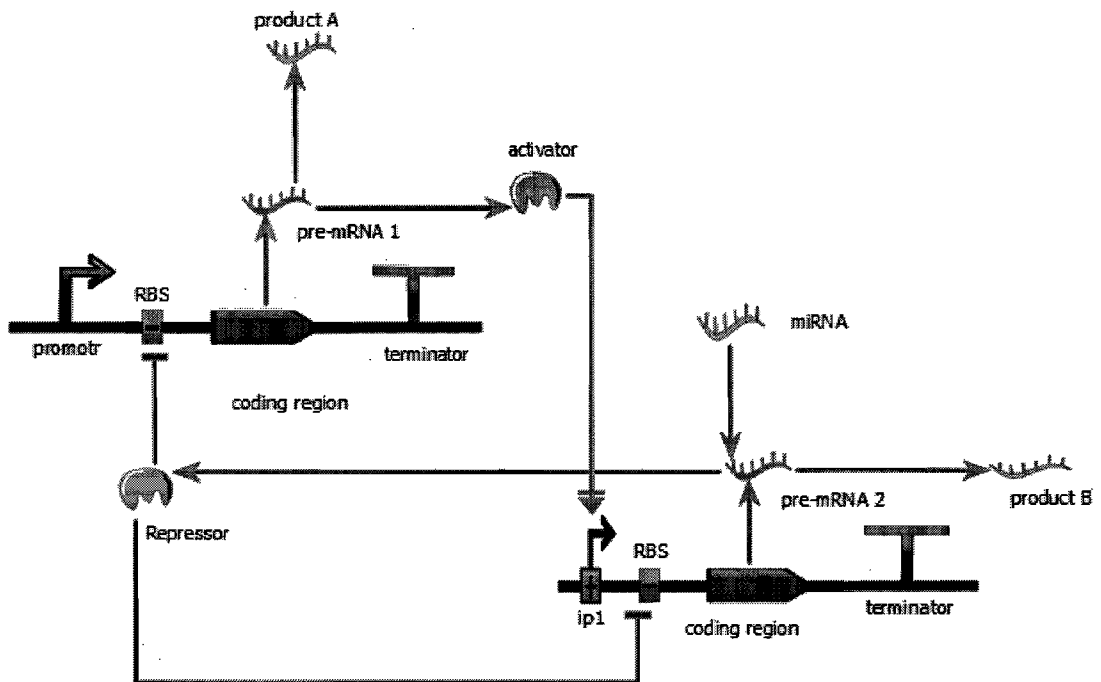 product A
activator
pre-mRNA 1
RBS
promotr
terminator
miRNA
coding region
pre-mRNA 2
product B
Repressor
RBS
ip1
coding region
terminator